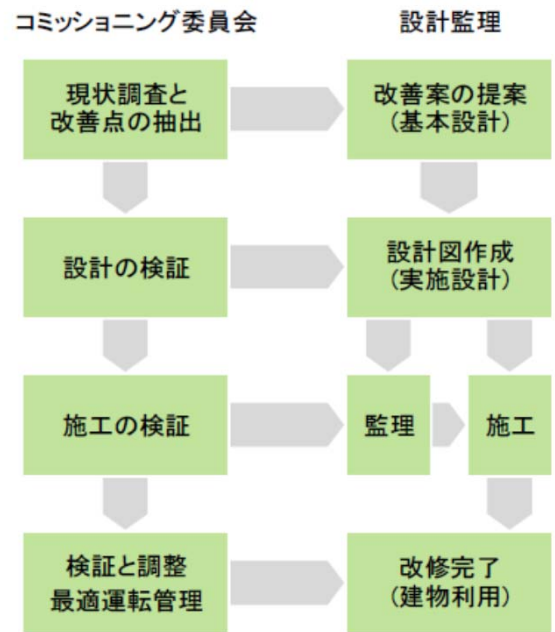 コミッショニング委員会
設計監理
現状調査と
改善点の抽出
改善案の提案
(基本設計)
設計の検証
設計図作成
(実施設計)
施工の検証
監理
施工
検証と調整
最適運転管理
改修完了
(建物利用)